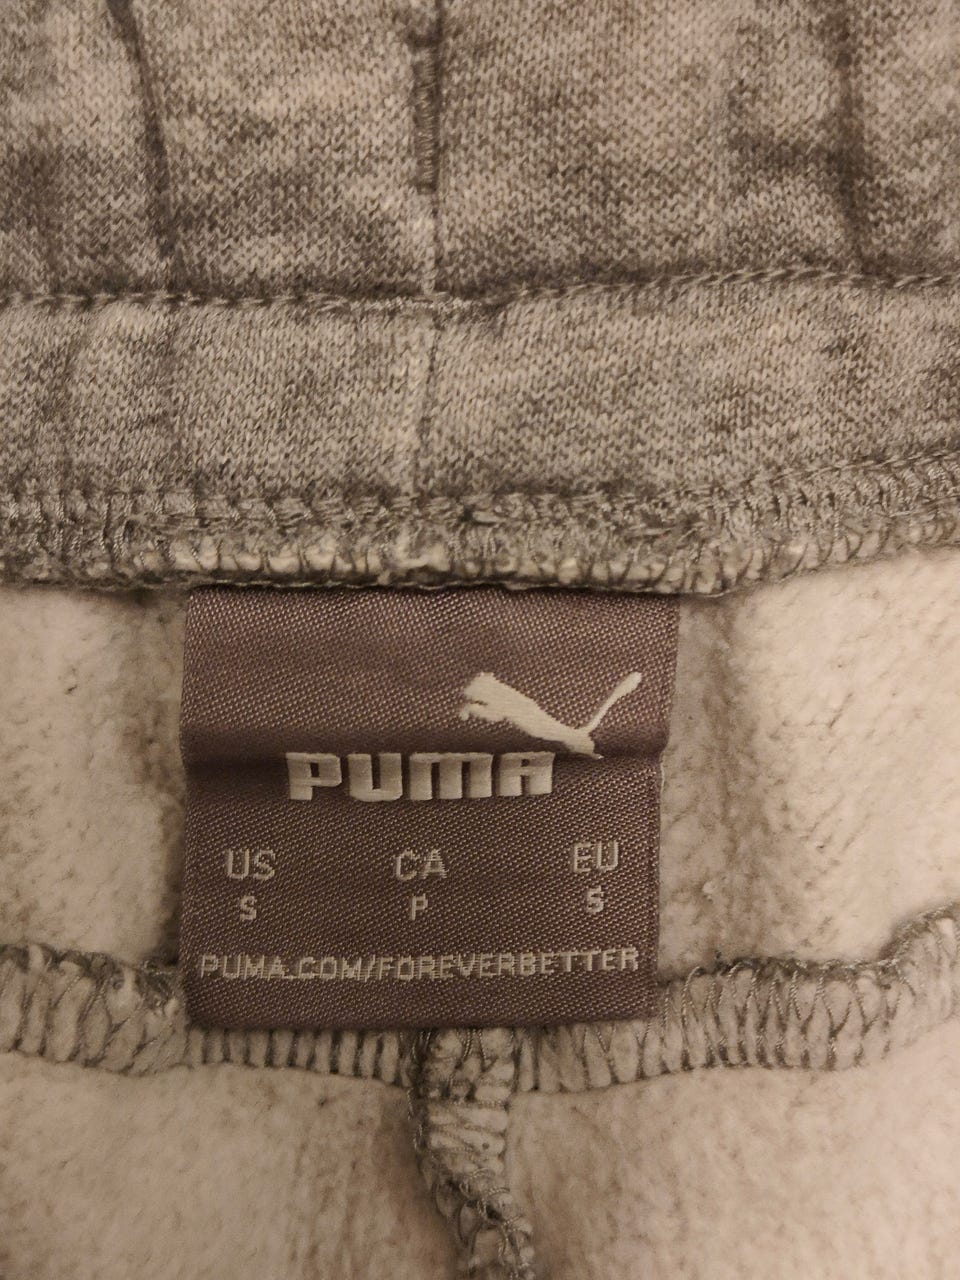 PUMA
US CA EU
S P S
PUMA.COM/FOREVERBETTER